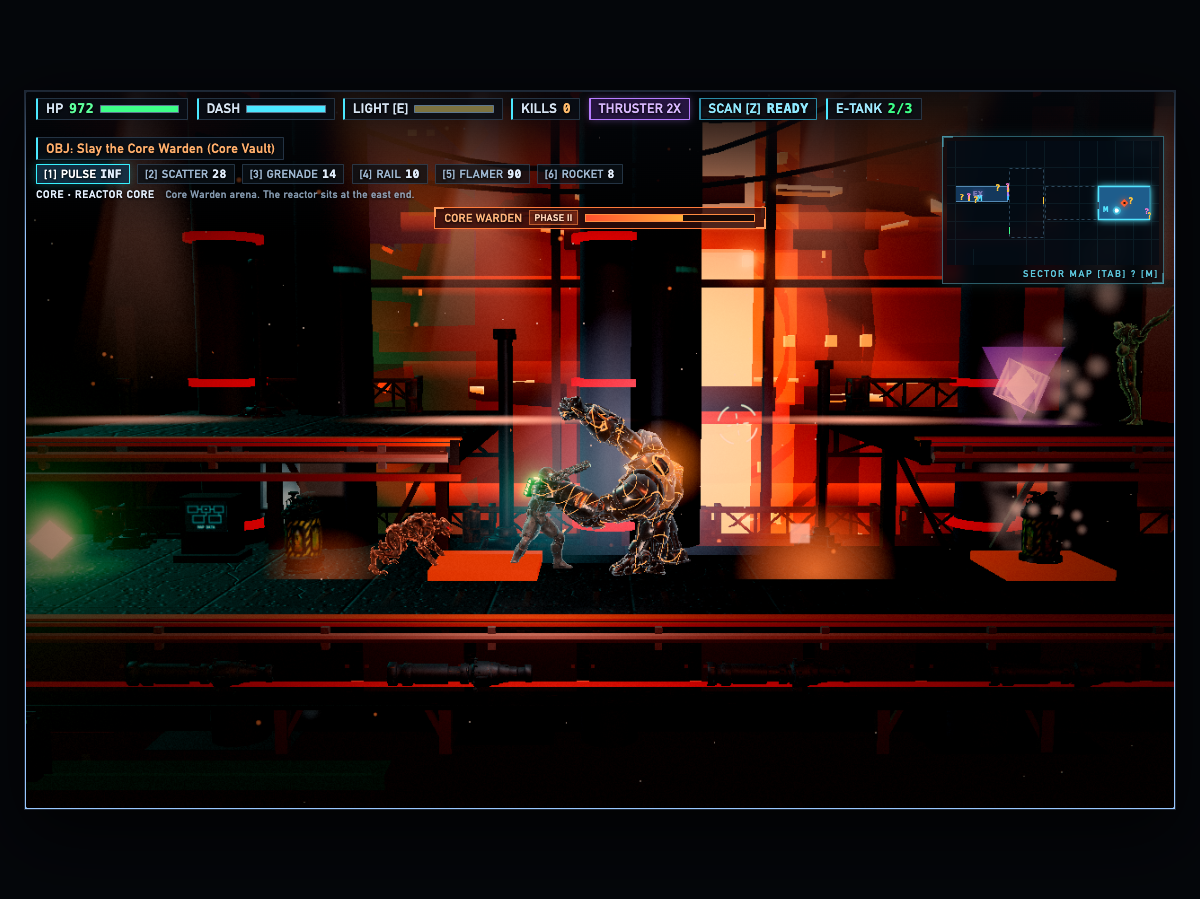 HP 972
DASH
LIGHT [E]
KILLS 0
THRUSTER 2X
SCAN [Z] READY
E-TANK 2/3
OBJ: Slay the Core Warden (Core Vault)
[1] PULSE INF
[2] SCATTER 28
[3] GRENADE 14
[4] RAIL 10
[5] FLAMER 90
[6] ROCKET 8
CORE · REACTOR CORE Core Warden arena. The reactor sits at the east end.
CORE WARDEN PHASE II
M
SECTOR MAP [TAB] ? [M]